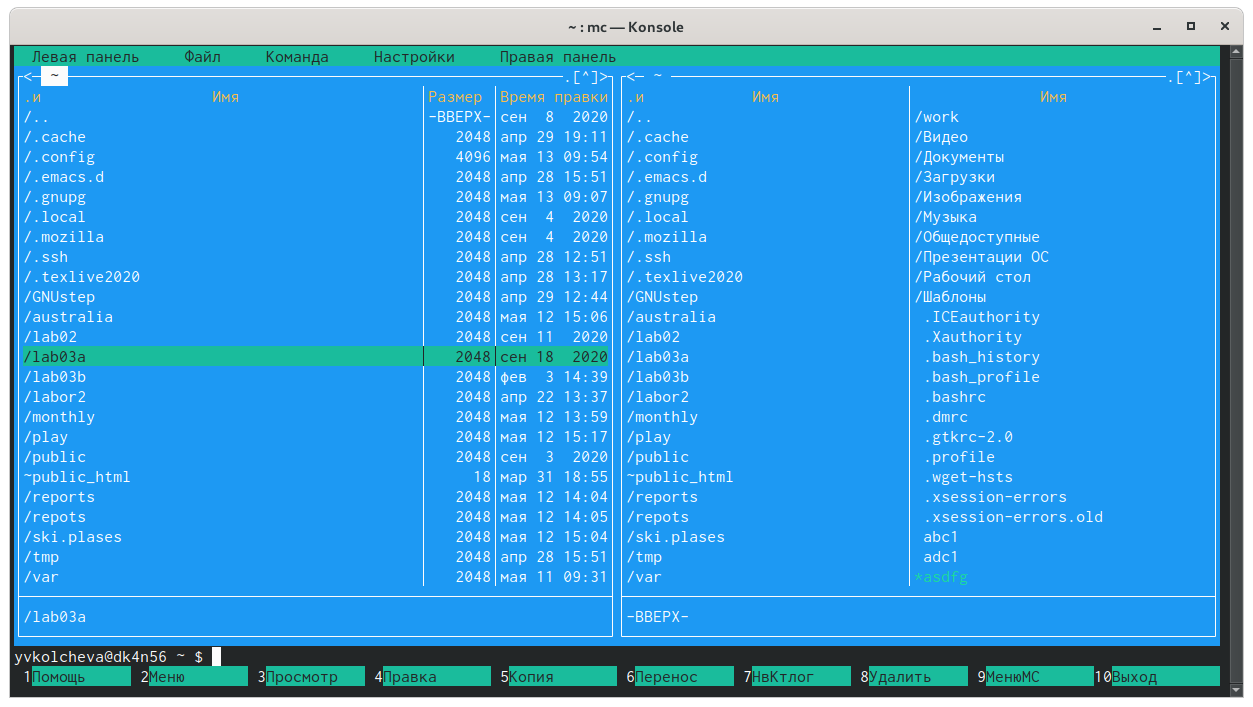 ~ : mc — Konsole
Левая панель Файл Команда Настройки Правая панель
<— ~ .[^]> <— ~ .[^]>
.и Имя Размер Время правки .и Имя Имя
/.. -ВВЕРХ- сен 8 2020 /.. /work
/.cache 2048 апр 29 19:11 /.cache /Видео
/.config 4096 мая 13 09:54 /.config /Документы
/.emacs.d 2048 апр 28 15:51 /.emacs.d /Загрузки
/.gnupg 2048 мая 13 09:07 /.gnupg /Изображения
/.local 2048 сен 4 2020 /.local /Музыка
/.mozilla 2048 сен 4 2020 /.mozilla /Общедоступные
/.ssh 2048 апр 28 12:51 /.ssh /Презентации ОС
/.texlive2020 2048 апр 28 13:17 /.texlive2020 /Рабочий стол
/GNUstep 2048 апр 29 12:44 /GNUstep /Шаблоны
/australia 2048 мая 12 15:06 /australia .ICEauthority
/lab02 2048 сен 11 2020 /lab02 .Xauthority
/lab03a 2048 сен 18 2020 /lab03a .bash_history
/lab03b 2048 фев 3 14:39 /lab03b .bash_profile
/labor2 2048 апр 22 13:37 /labor2 .bashrc
/monthly 2048 мая 12 13:59 /monthly .dmrc
/play 2048 мая 12 15:17 /play .gtkrc-2.0
/public 2048 сен 3 2020 /public .profile
~public_html 18 мар 31 18:55 ~public_html .wget-hsts
/reports 2048 мая 12 14:04 /reports .xsession-errors
/repots 2048 мая 12 14:05 /repots .xsession-errors.old
/ski.plases 2048 мая 12 15:04 /ski.plases abc1
/tmp 2048 апр 28 15:51 /tmp adc1
/var 2048 мая 11 09:31 /var *asdfg
/lab03a -ВВЕРХ-
yvkolcheva@dk4n56 ~ $
1Помощь 2Меню 3Просмотр 4Правка 5Копия 6Перенос 7НвКтлог 8Удалить 9МенюМС 10Выход